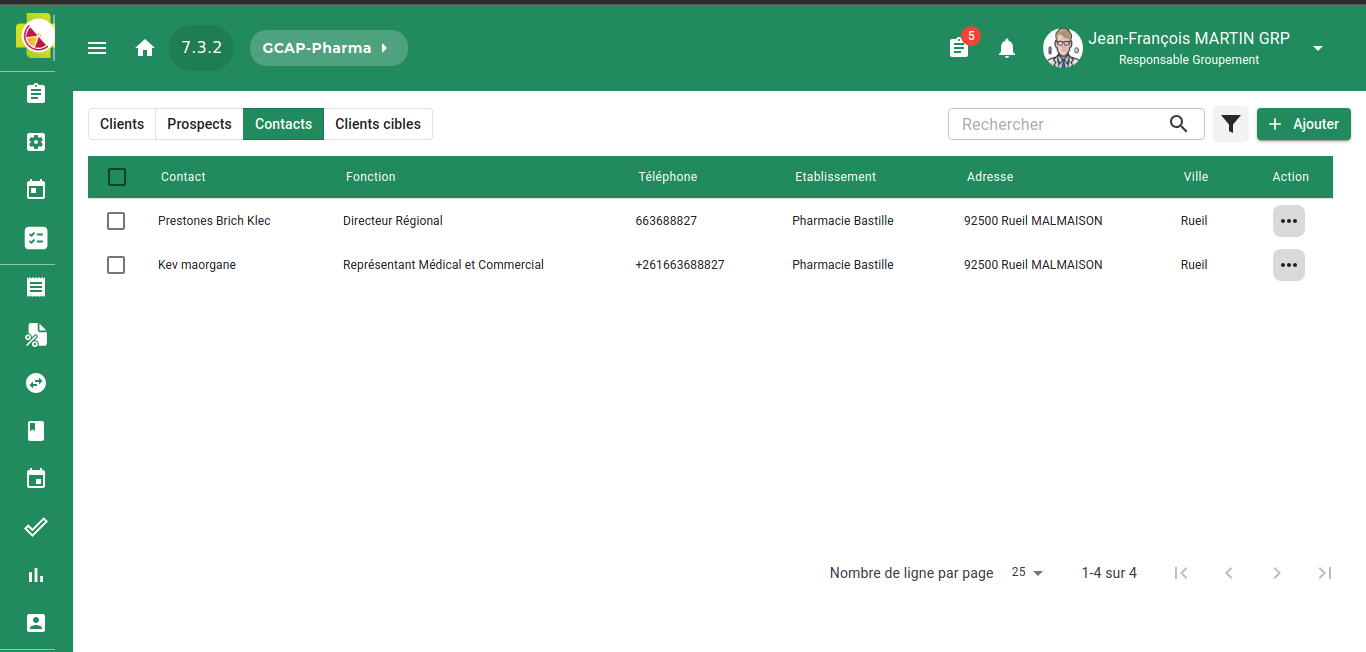 7.3.2
GCAP-Pharma
5
Jean-François MARTIN GRP
Responsable Groupement
Clients Prospects Contacts Clients cibles
Rechercher
Ajouter
Contact Fonction Téléphone Etablissement Adresse Ville Action
Prestones Brich Klec Directeur Régional 663688827 Pharmacie Bastille 92500 Rueil MALMAISON Rueil
Kev maorgane Représentant Médical et Commercial +261663688827 Pharmacie Bastille 92500 Rueil MALMAISON Rueil
Nombre de ligne par page 25 1-4 sur 4